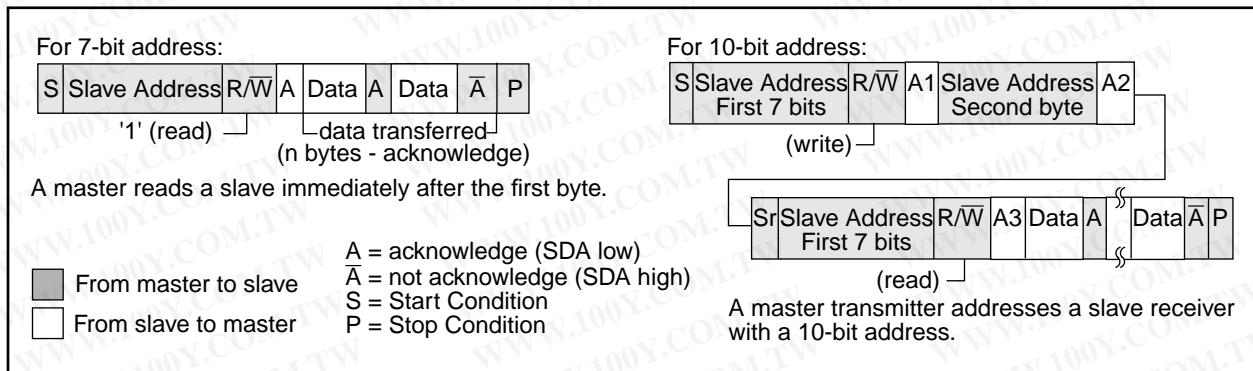 For 7-bit address:
S Slave Address R/W̅ A Data A Data A̅ P
'1' (read)
data transferred
(n bytes - acknowledge)
A master reads a slave immediately after the first byte.
From master to slave
From slave to master
A = acknowledge (SDA low)
A̅ = not acknowledge (SDA high)
S = Start Condition
P = Stop Condition
For 10-bit address:
S Slave Address First 7 bits R/W̅ A1 Slave Address Second byte A2
(write)
Sr Slave Address First 7 bits R/W̅ A3 Data A Data A̅ P
(read)
A master transmitter addresses a slave receiver
with a 10-bit address.
WWW.100Y.COM.TW